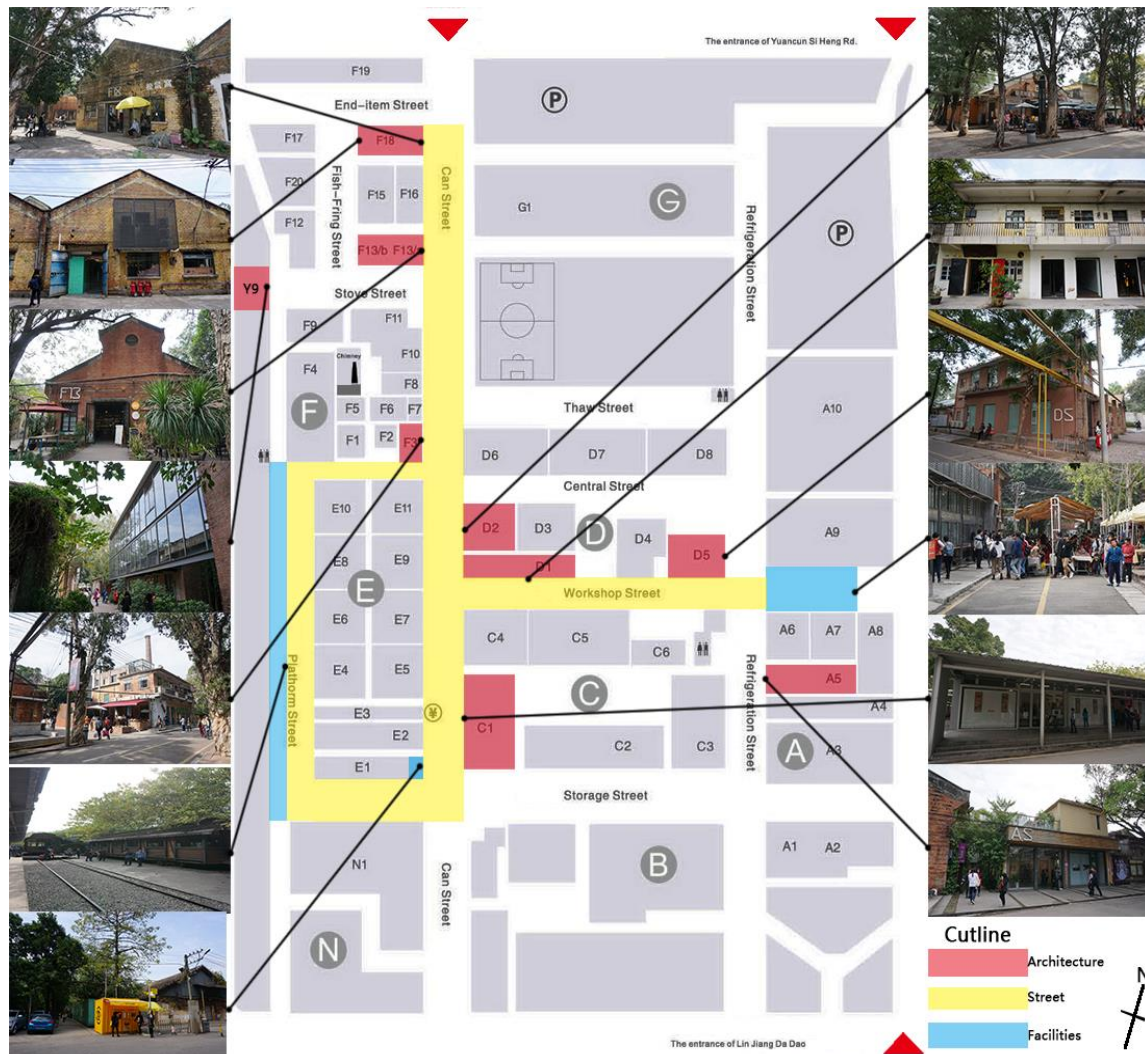 The entrance of Yuancun Si Heng Rd.
F19
P
End-item Street
F17
F18
Can Street
F20
Fish-Fring Street
F15
F16
G1
G
Refrigeration Street
P
F12
F13/b
Y9
Stove Street
F9
F11
F10
Chimney
F4
F8
F
F5
F6
F7
F1
F2
F3
Thaw Street
A10
D6
D7
D8
Central Street
E10
E11
D2
D3
D
D4
D5
A9
E8
E9
D1
E
Workshop Street
E6
E7
C4
C5
C6
A6
A7
A8
E4
E5
Plathorm Street
Refrigeration Street
A5
C
E3
¥
C1
A4
E2
C2
C3
A
A3
E1
Storage Street
N1
Can Street
B
A1
A2
N
F13
Cutline
Architecture
Street
Facilities
N
The entrance of Lin Jiang Da Dao